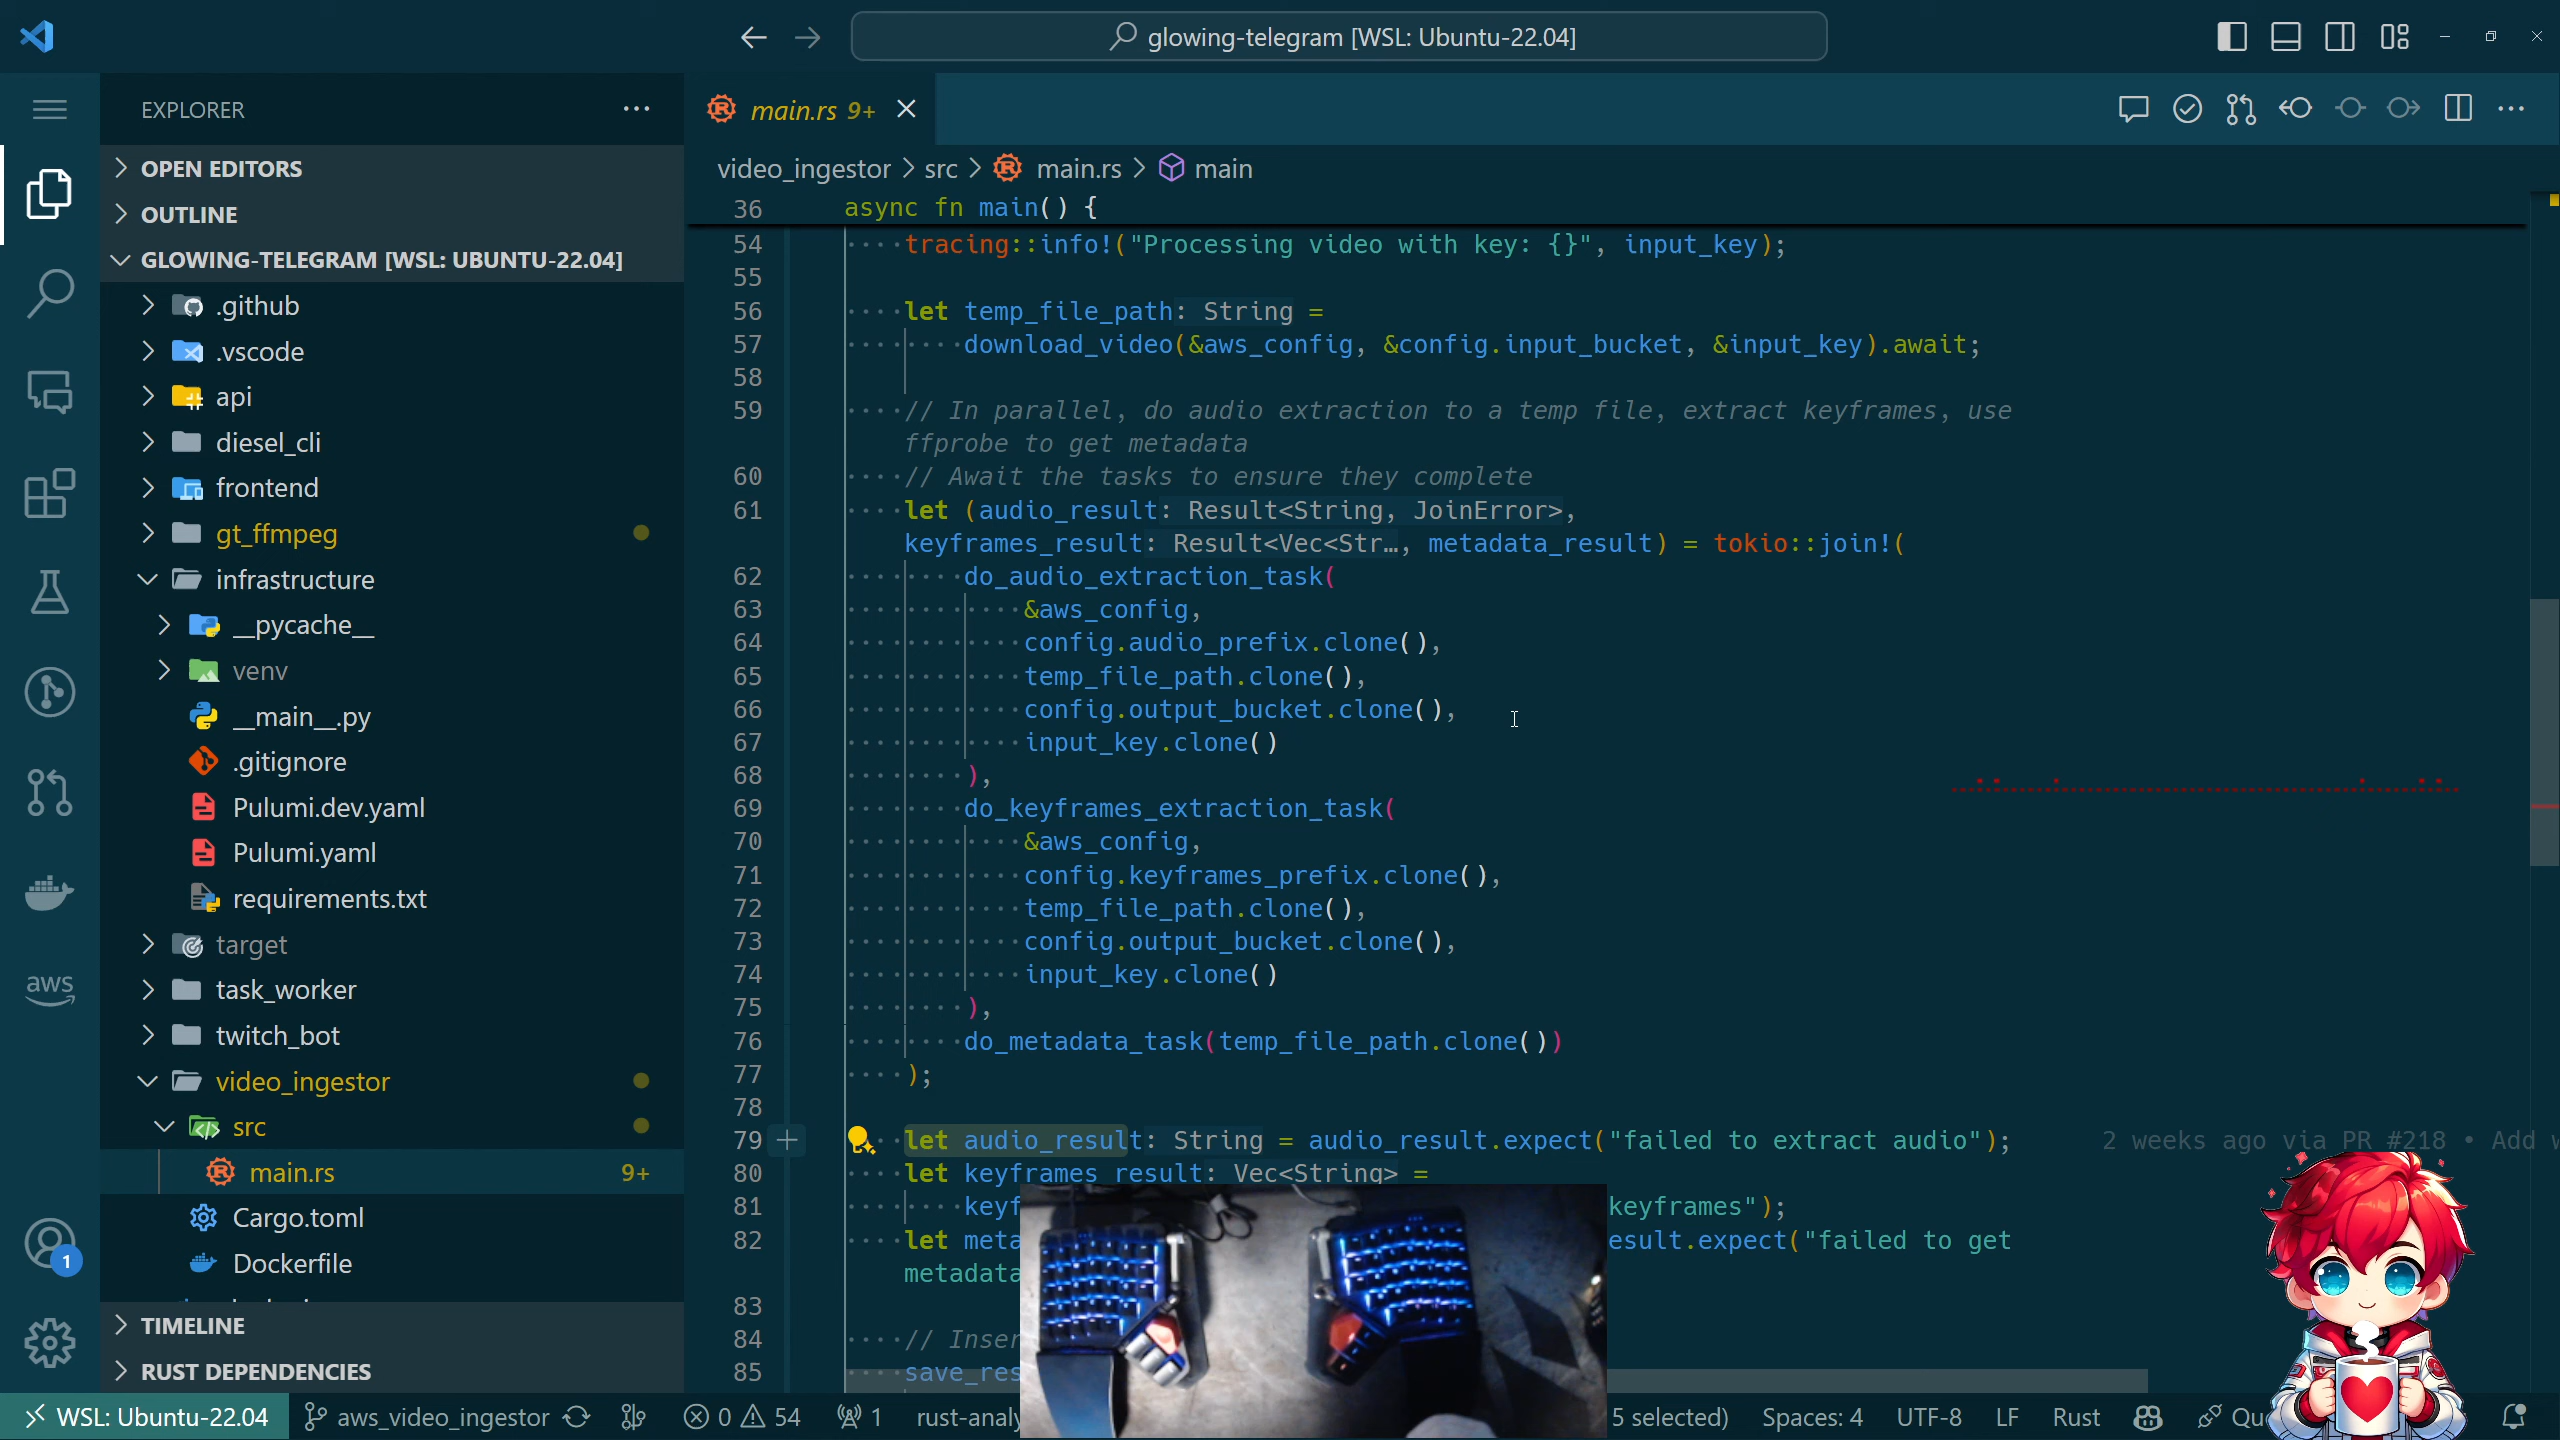 glowing-telegram [WSL: Ubuntu-22.04]
EXPLORER
OPEN EDITORS
OUTLINE
GLOWING-TELEGRAM [WSL: UBUNTU-22.04]
.github
.vscode
api
diesel_cli
frontend
gt_ffmpeg
infrastructure
__pycache__
venv
__main__.py
.gitignore
Pulumi.dev.yaml
Pulumi.yaml
requirements.txt
target
task_worker
twitch_bot
video_ingestor
src
main.rs 9+
Cargo.toml
Dockerfile
TIMELINE
RUST DEPENDENCIES
aws
1
main.rs 9+
video_ingestor > src > main.rs > main
36 async fn main() {
54 tracing::info!("Processing video with key: {}", input_key);
55
56 let temp_file_path: String =
57 download_video(&aws_config, &config.input_bucket, &input_key).await;
58
59 // In parallel, do audio extraction to a temp file, extract keyframes, use
ffprobe to get metadata
60 // Await the tasks to ensure they complete
61 let (audio_result: Result<String, JoinError>,
keyframes_result: Result<Vec<Str…, metadata_result) = tokio::join!(
62 do_audio_extraction_task(
63 &aws_config,
64 config.audio_prefix.clone(),
65 temp_file_path.clone(),
66 config.output_bucket.clone(),
67 input_key.clone()
68 ),
69 do_keyframes_extraction_task(
70 &aws_config,
71 config.keyframes_prefix.clone(),
72 temp_file_path.clone(),
73 config.output_bucket.clone(),
74 input_key.clone()
75 ),
76 do_metadata_task(temp_file_path.clone())
77 );
78
79 let audio_result: String = audio_result.expect("failed to extract audio"); 2 weeks ago via PR #218 • Add
80 let keyframes_result: Vec<String> =
81 keyf keyframes");
82 let meta esult.expect("failed to get
metadata
83
84 // Inser
85 save_res
WSL: Ubuntu-22.04 aws_video_ingestor 0 54 1 rust-analy 5 selected) Spaces: 4 UTF-8 LF Rust Qu